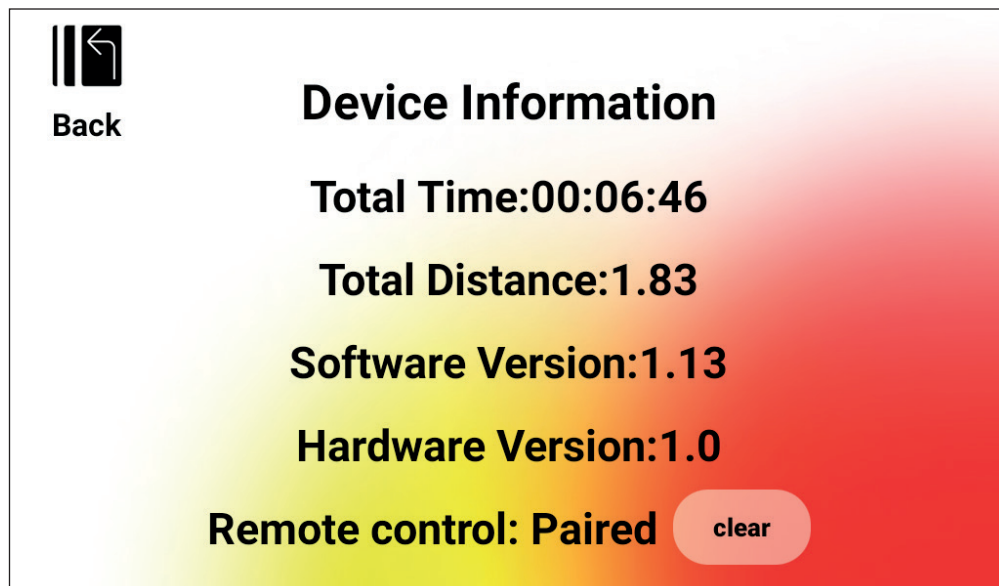 Back
Device Information
Total Time:00:06:46
Total Distance:1.83
Software Version:1.13
Hardware Version:1.0
Remote control: Paired clear